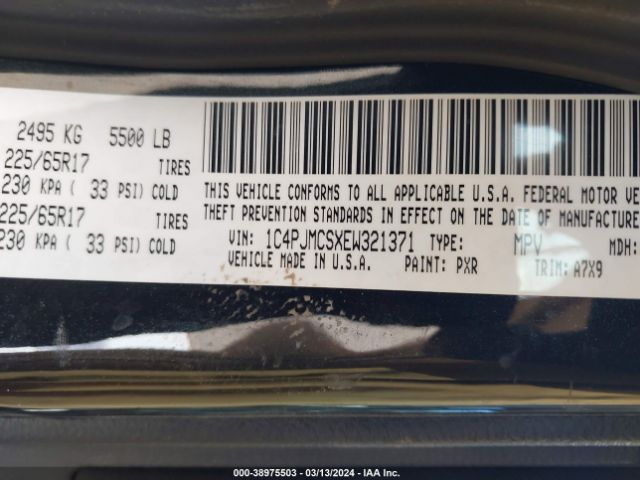 2495 KG 5500 LB
225/65R17 TIRES
230 KPA ( 33 PSI) COLD
225/65R17 TIRES
230 KPA ( 33 PSI) COLD
THIS VEHICLE CONFORMS TO ALL APPLICABLE U.S.A. FEDERAL MOTOR
THEFT PREVENTION STANDARDS IN EFFECT ON THE DATE OF
VIN: 1C4PJMCSXEW321371 TYPE: MPV MDH:
VEHICLE MADE IN U.S.A. PAINT: PXR TRIM: A7X9
000-38975503 - 03/13/2024 - IAA Inc.